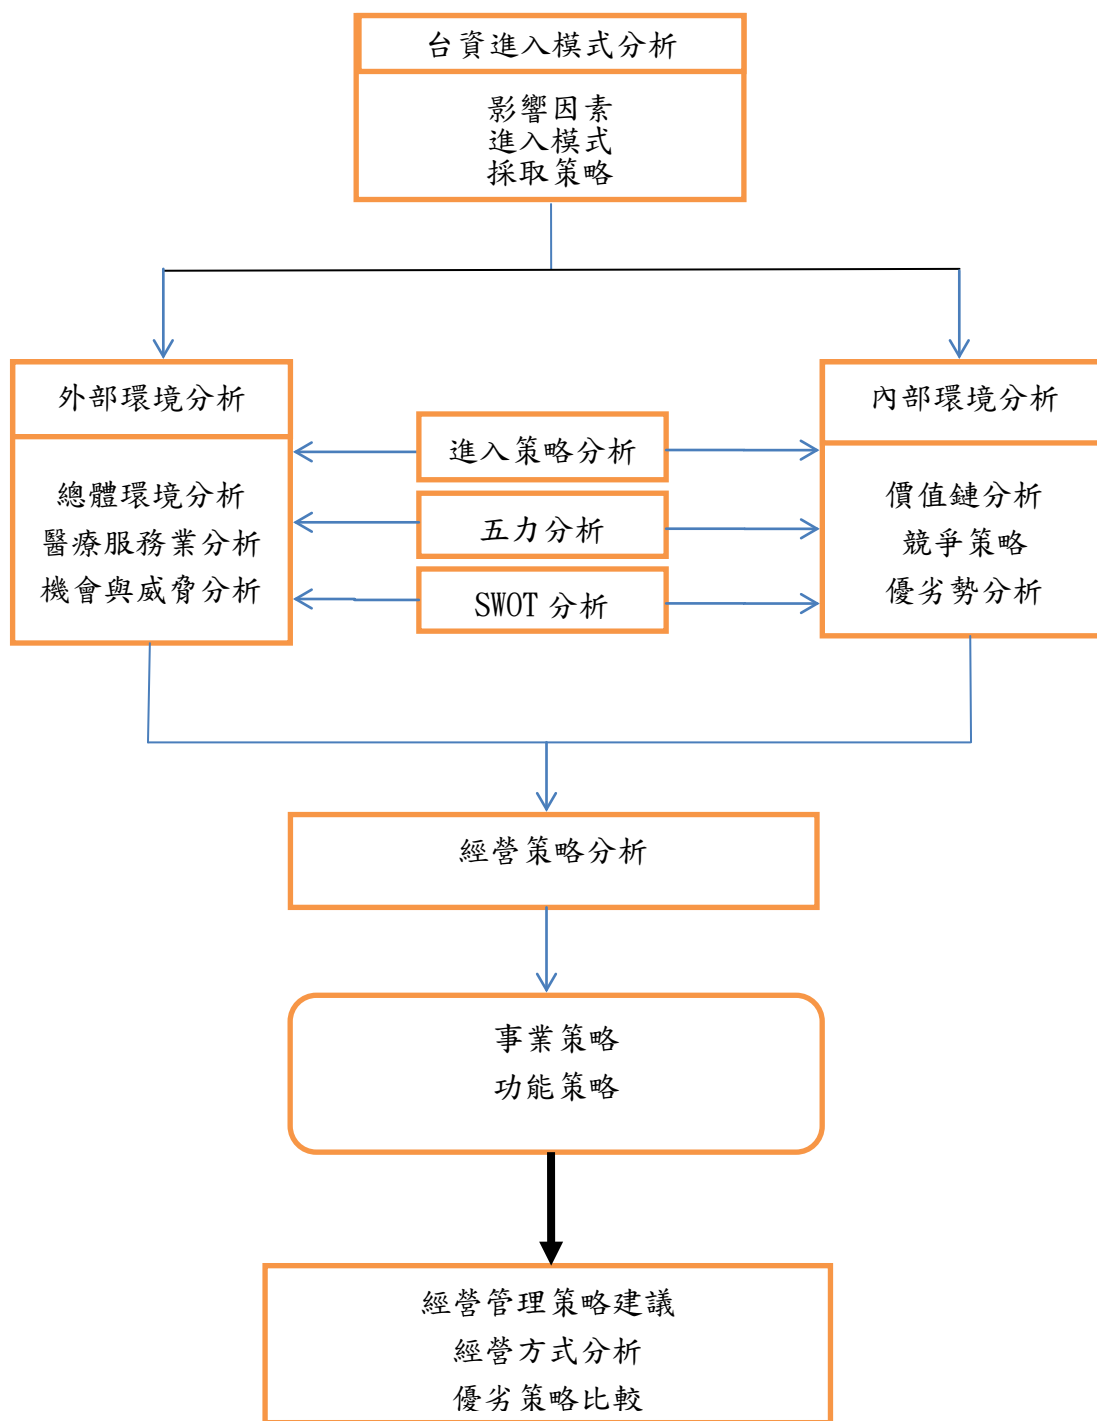 台資進入模式分析
影響因素
進入模式
採取策略
外部環境分析
總體環境分析
醫療服務業分析
機會與威脅分析
進入策略分析
五力分析
SWOT 分析
內部環境分析
價值鏈分析
競爭策略
優劣勢分析
經營策略分析
事業策略
功能策略
經營管理策略建議
經營方式分析
優劣策略比較